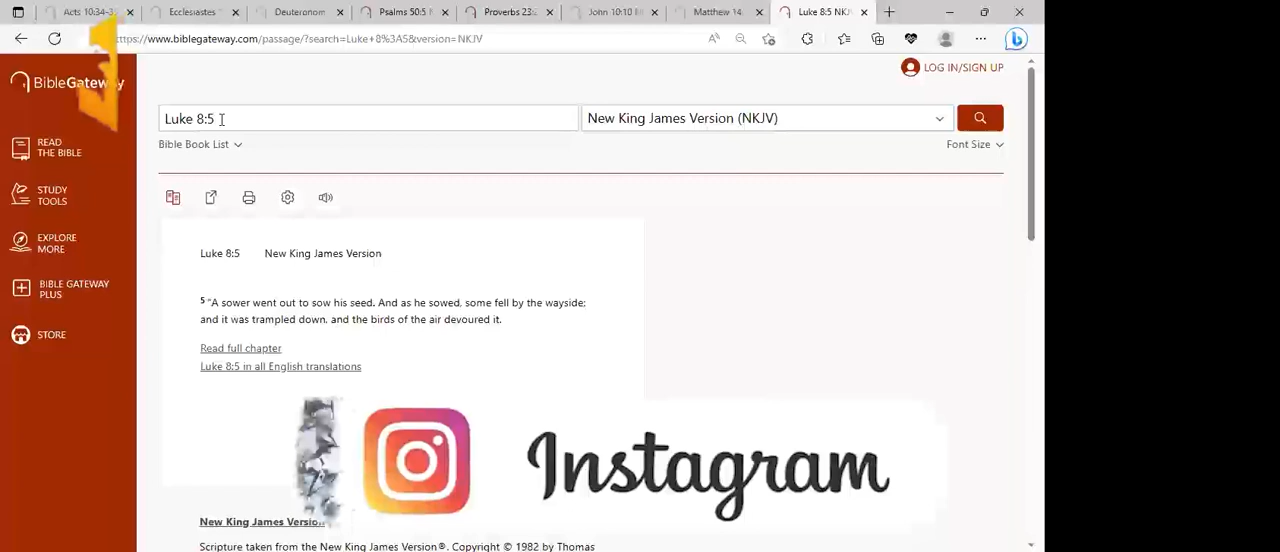 Acts 10:34-3
Ecclesiastes
Deuteronom
Psalms 50:5 N
Proverbs 23:
John 10:10 N
Matthew 14:
Luke 8:5 NKJ
https://www.biblegateway.com/passage/?search=Luke+8%3A5&version=NKJV
BibleGateway
LOG IN/SIGN UP
Luke 8:5
New King James Version (NKJV)
Bible Book List
Font Size
READ
THE BIBLE
STUDY
TOOLS
EXPLORE
MORE
BIBLE GATEWAY
PLUS
STORE
Luke 8:5 New King James Version
5 “A sower went out to sow his seed. And as he sowed, some fell by the wayside;
and it was trampled down, and the birds of the air devoured it.
Read full chapter
Luke 8:5 in all English translations
Instagram
New King James Version
Scripture taken from the New King James Version®. Copyright © 1982 by Thomas